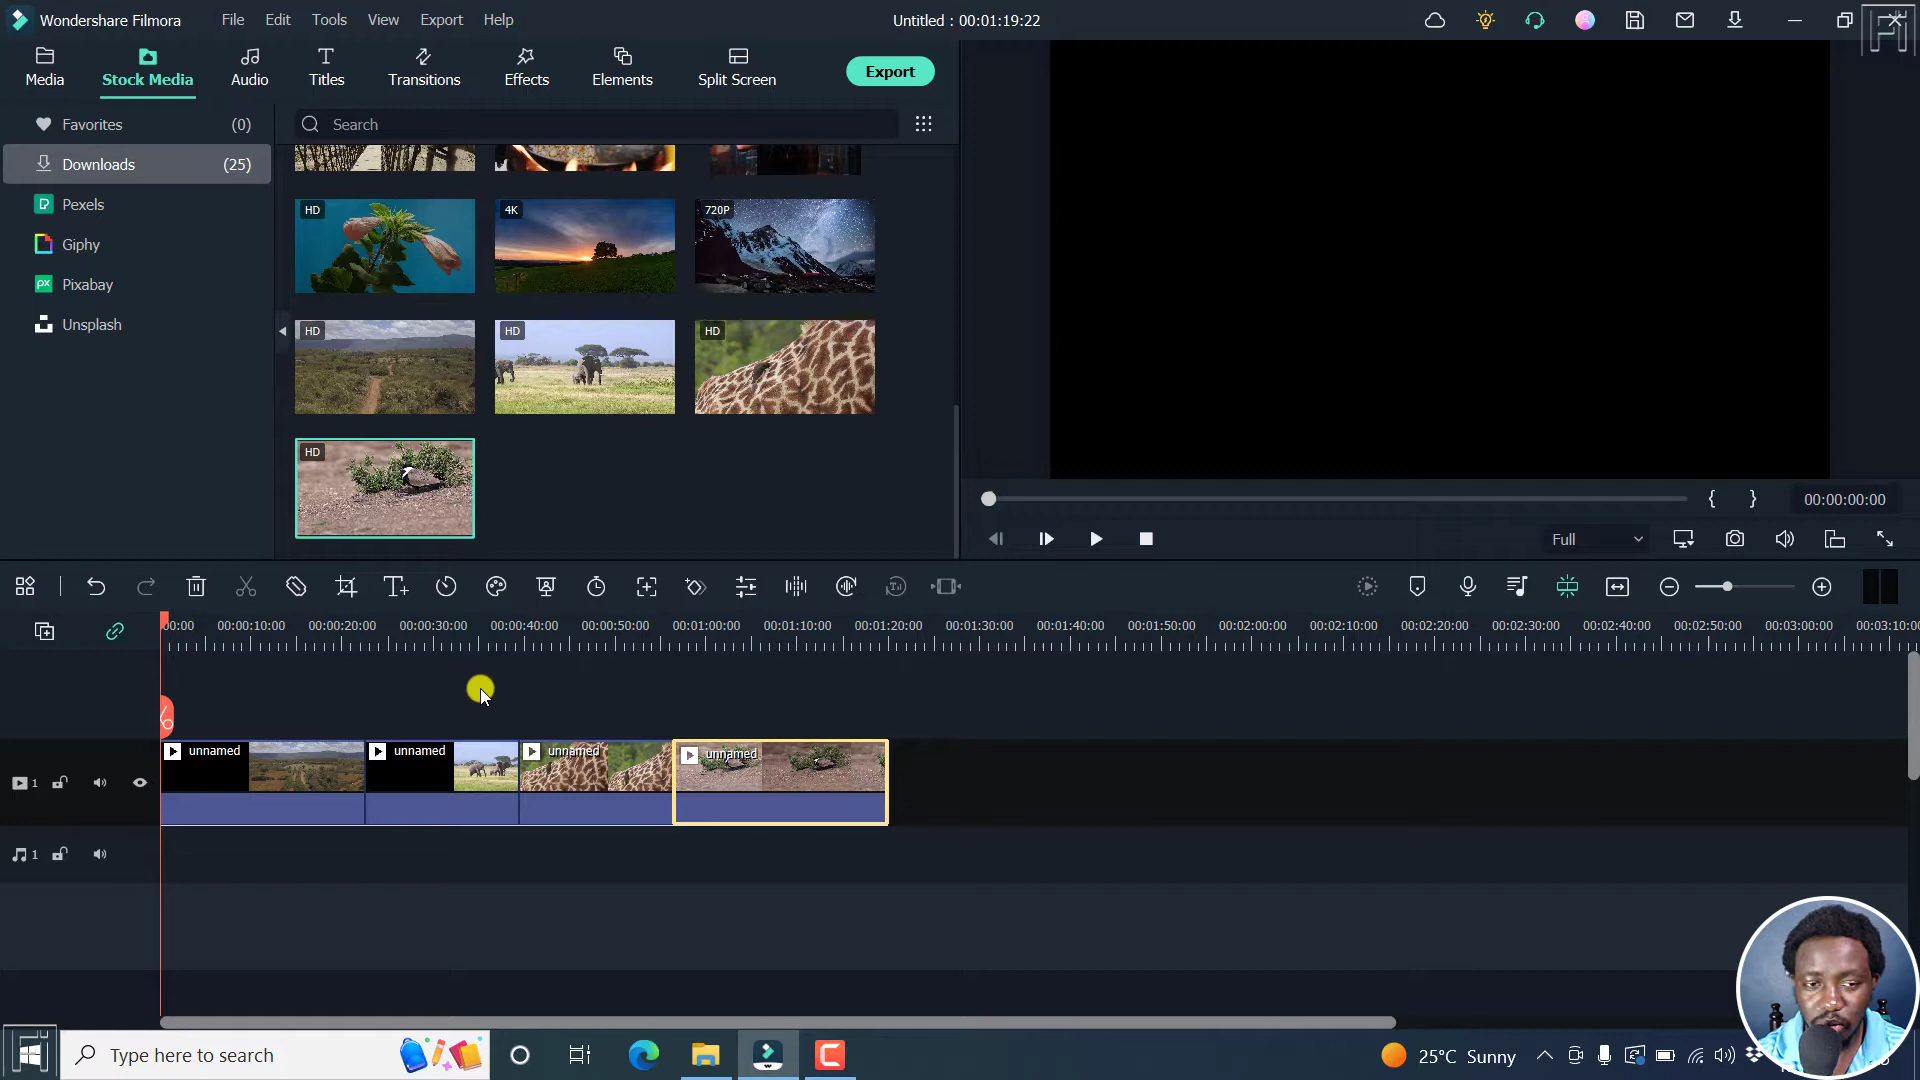 Wondershare Filmora File Edit Tools View Export Help Untitled : 00:01:19:22
Media Stock Media Audio Titles Transitions Effects Elements Split Screen Export
Favorites (0) Search
Downloads (25)
Pexels
Giphy
Pixabay
Unsplash
HD 4K 720P
HD HD HD
HD
00:00:00:00
Full
00:00 00:00:10:00 00:00:20:00 00:00:30:00 00:00:40:00 00:00:50:00 00:01:00:00 00:01:10:00 00:01:20:00 00:01:30:00 00:01:40:00 00:01:50:00 00:02:00:00 00:02:10:00 00:02:20:00 00:02:30:00 00:02:40:00 00:02:50:00 00:03:00:00 00:03:10:00
unnamed unnamed unnamed unnamed
1
1
Type here to search 25°C Sunny